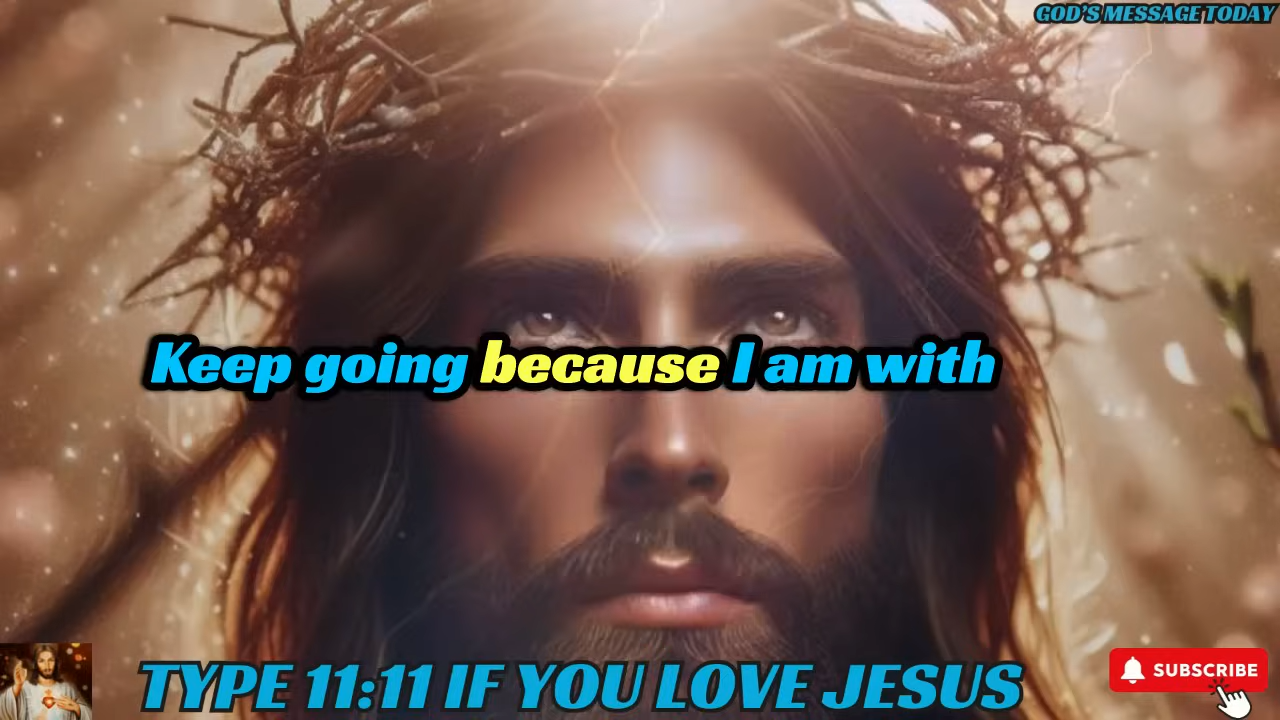 GOD'S MESSAGE TODAY
Keep going because I am with
TYPE 11:11 IF YOU LOVE JESUS
SUBSCRIBE